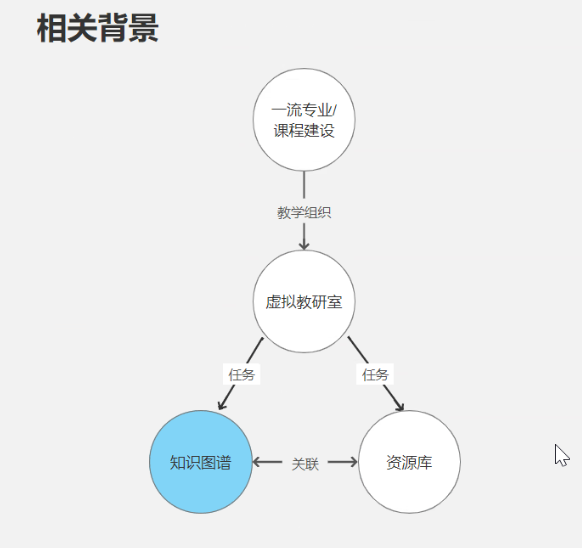 相关背景
一流专业/
课程建设
教学组织
虚拟教研室
任务
任务
知识图谱
关联
资源库